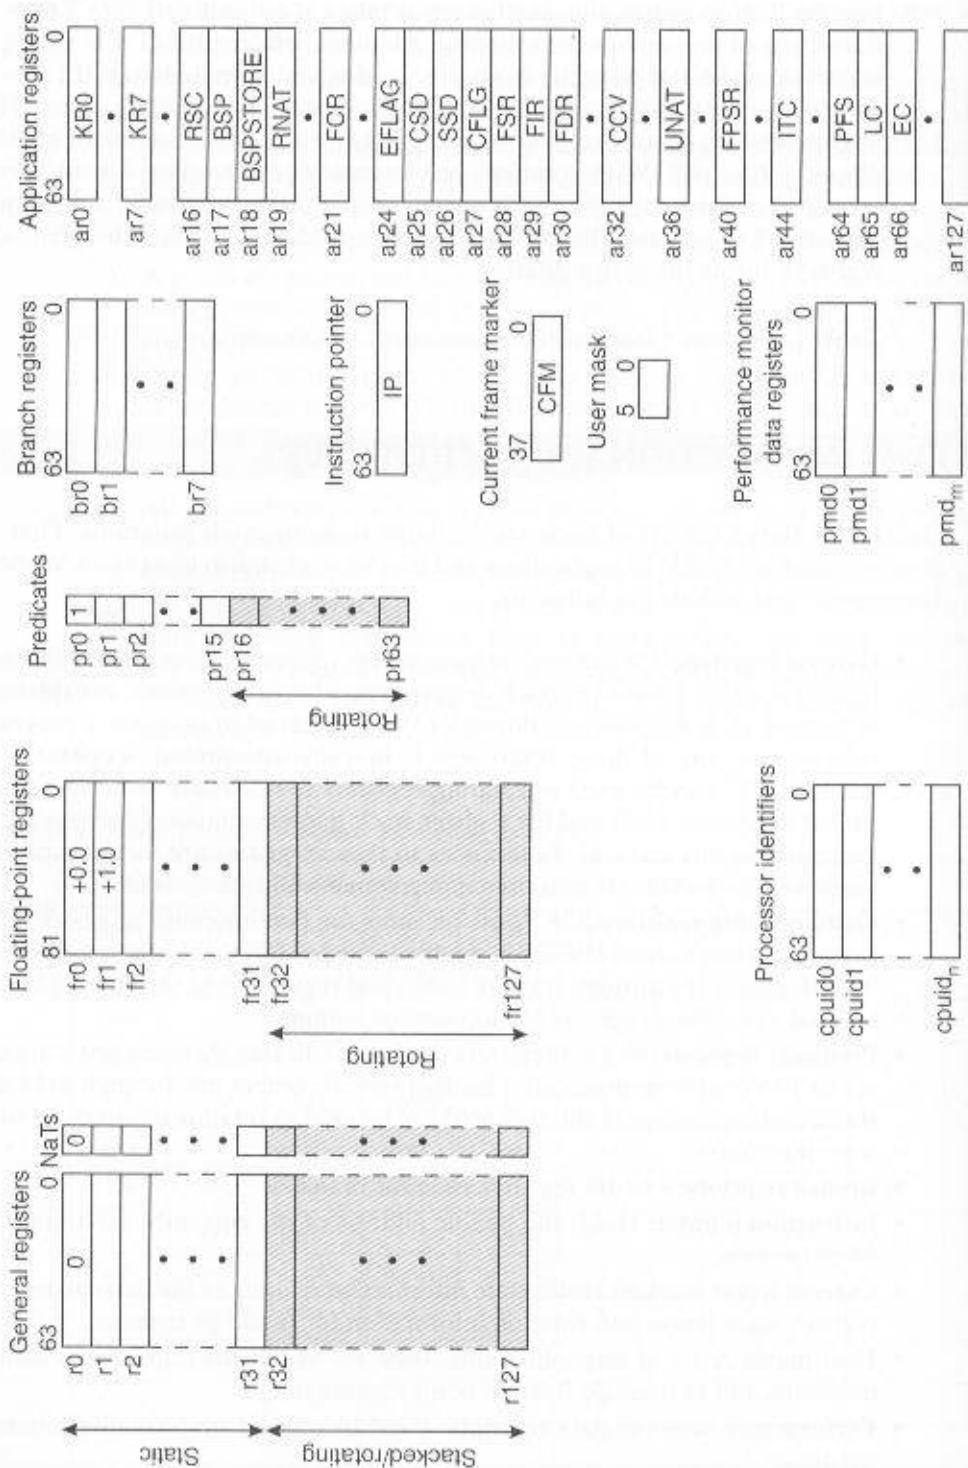 General registers
63 0
NaTs
r0 0 0
r1
r2
r31
r32
r127
Static
Stacked/rotating
Floating-point registers
81 0
fr0 +0.0
fr1 +1.0
fr2
fr31
fr32
fr127
Rotating
Predicates
pr0 1
pr1
pr2
pr15
pr16
pr63
Rotating
Branch registers
63 0
br0
br1
br7
Instruction pointer
63 0
IP
Current frame marker
37 0
CFM
User mask
5 0
Processor identifiers
63 0
cpuid0
cpuid1
cpuidn
Performance monitor
data registers
63 0
pmd0
pmd1
pmdm
Application registers
63 0
ar0 KR0
ar7 KR7
ar16 RSC
ar17 BSP
ar18 BSPSTORE
ar19 RNAT
ar21 FCR
ar24 EFLAG
ar25 CSD
ar26 SSD
ar27 CFLG
ar28 FSR
ar29 FIR
ar30 FDR
ar32 CCV
ar36 UNAT
ar40 FPSR
ar44 ITC
ar64 PFS
ar65 LC
ar66 EC
ar127